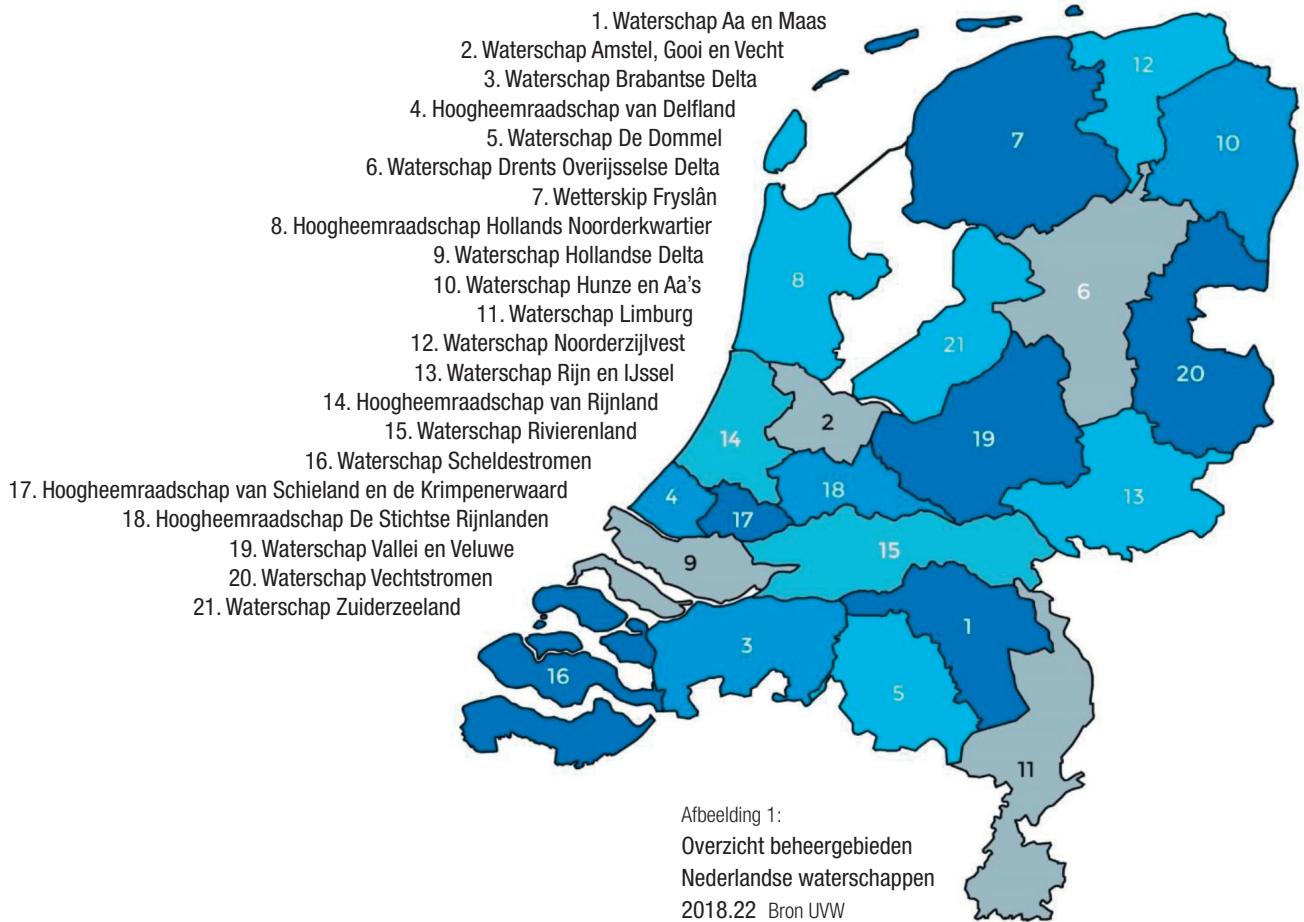 1. Waterschap Aa en Maas
2. Waterschap Amstel, Gooi en Vecht
3. Waterschap Brabantse Delta
4. Hoogheemraadschap van Delfland
5. Waterschap De Dommel
6. Waterschap Drents Overijsselse Delta
7. Wetterskip Fryslân
8. Hoogheemraadschap Hollands Noorderkwartier
9. Waterschap Hollandse Delta
10. Waterschap Hunze en Aa’s
11. Waterschap Limburg
12. Waterschap Noorderzijlvest
13. Waterschap Rijn en IJssel
14. Hoogheemraadschap van Rijnland
15. Waterschap Rivierenland
16. Waterschap Scheldestromen
17. Hoogheemraadschap van Schieland en de Krimpenerwaard
18. Hoogheemraadschap De Stichtse Rijnlanden
19. Waterschap Vallei en Veluwe
20. Waterschap Vechtstromen
21. Waterschap Zuiderzeeland
12
7
10
8
6
21
20
2
14
19
18
4
17
13
15
9
1
3
16
5
11
Afbeelding 1:
Overzicht beheergebieden
Nederlandse waterschappen
2018.22 Bron UVW